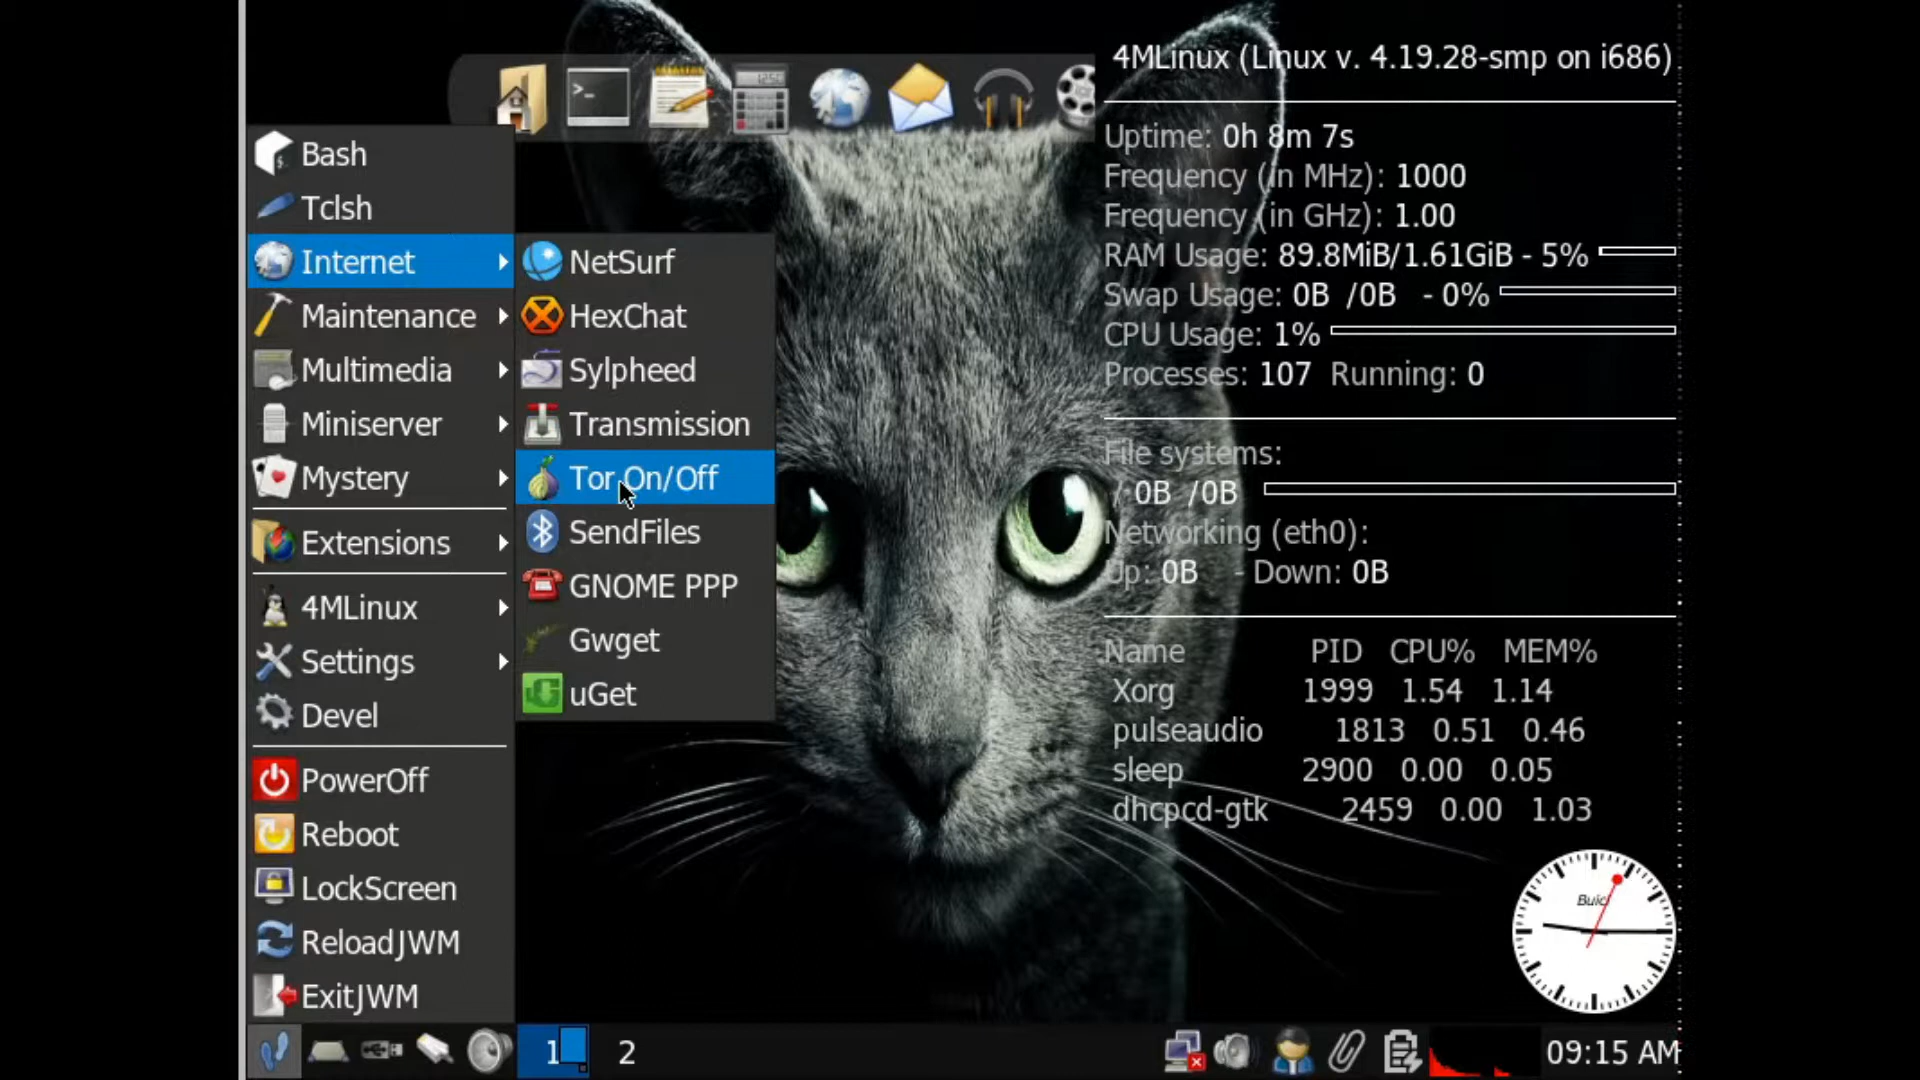 4MLinux (Linux v. 4.19.28-smp on i686)
Uptime: 0h 8m 7s
Frequency (in MHz): 1000
Frequency (in GHz): 1.00
RAM Usage: 89.8MiB/1.61GiB - 5%
Swap Usage: 0B /0B - 0%
CPU Usage: 1%
Processes: 107 Running: 0
File systems:
/ 0B /0B
Networking (eth0):
Up: 0B - Down: 0B
Name PID CPU% MEM%
Xorg 1999 1.54 1.14
pulseaudio 1813 0.51 0.46
sleep 2900 0.00 0.05
dhcpcd-gtk 2459 0.00 1.03
Bash
Tclsh
Internet
Maintenance
Multimedia
Miniserver
Mystery
Extensions
4MLinux
Settings
Devel
PowerOff
Reboot
LockScreen
ReloadJWM
ExitJWM
NetSurf
HexChat
Sylpheed
Transmission
Tor On/Off
SendFiles
GNOME PPP
Gwget
uGet
1 2
09:15 AM